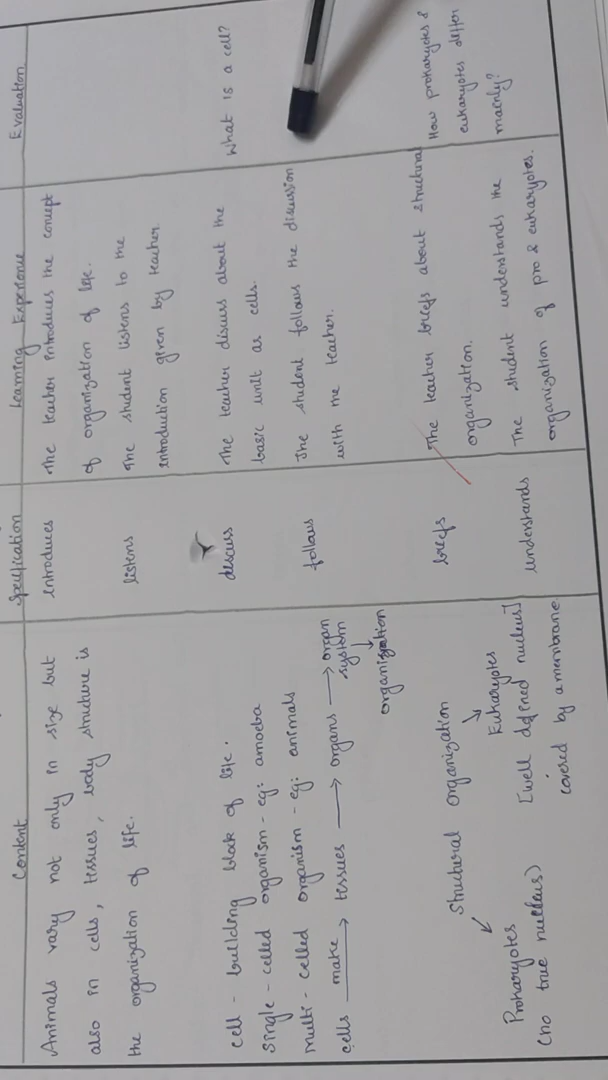 Content
Specification
Learning Experience
Evaluation
Animals vary not only in size but
also in cells, tissues, body structure is
the organization of life.
introduces
listens
The teacher introduces the concept
of organization of life.
The student listens to the
introduction given by teacher.
cell - building block of life.
Single - celled organism - eg: amoeba
Multi - celled organism - eg: animals
cells make → tissues → organs → organ
system
↓
organization
discuss
follows
The teacher discuss about the
basic unit as cells.
The student follows the discussion
with the teacher.
What is a cell?
Structural organization
↙ ↘
Prokaryotes
(no true nucleus)
Eukaryotes
[well defined nucleus]
covered by a membrane
briefs
understands
The teacher briefs about structural
organization.
The student understands the
organization of pro & eukaryotes.
How prokaryotes &
eukaryotes differ
mainly?